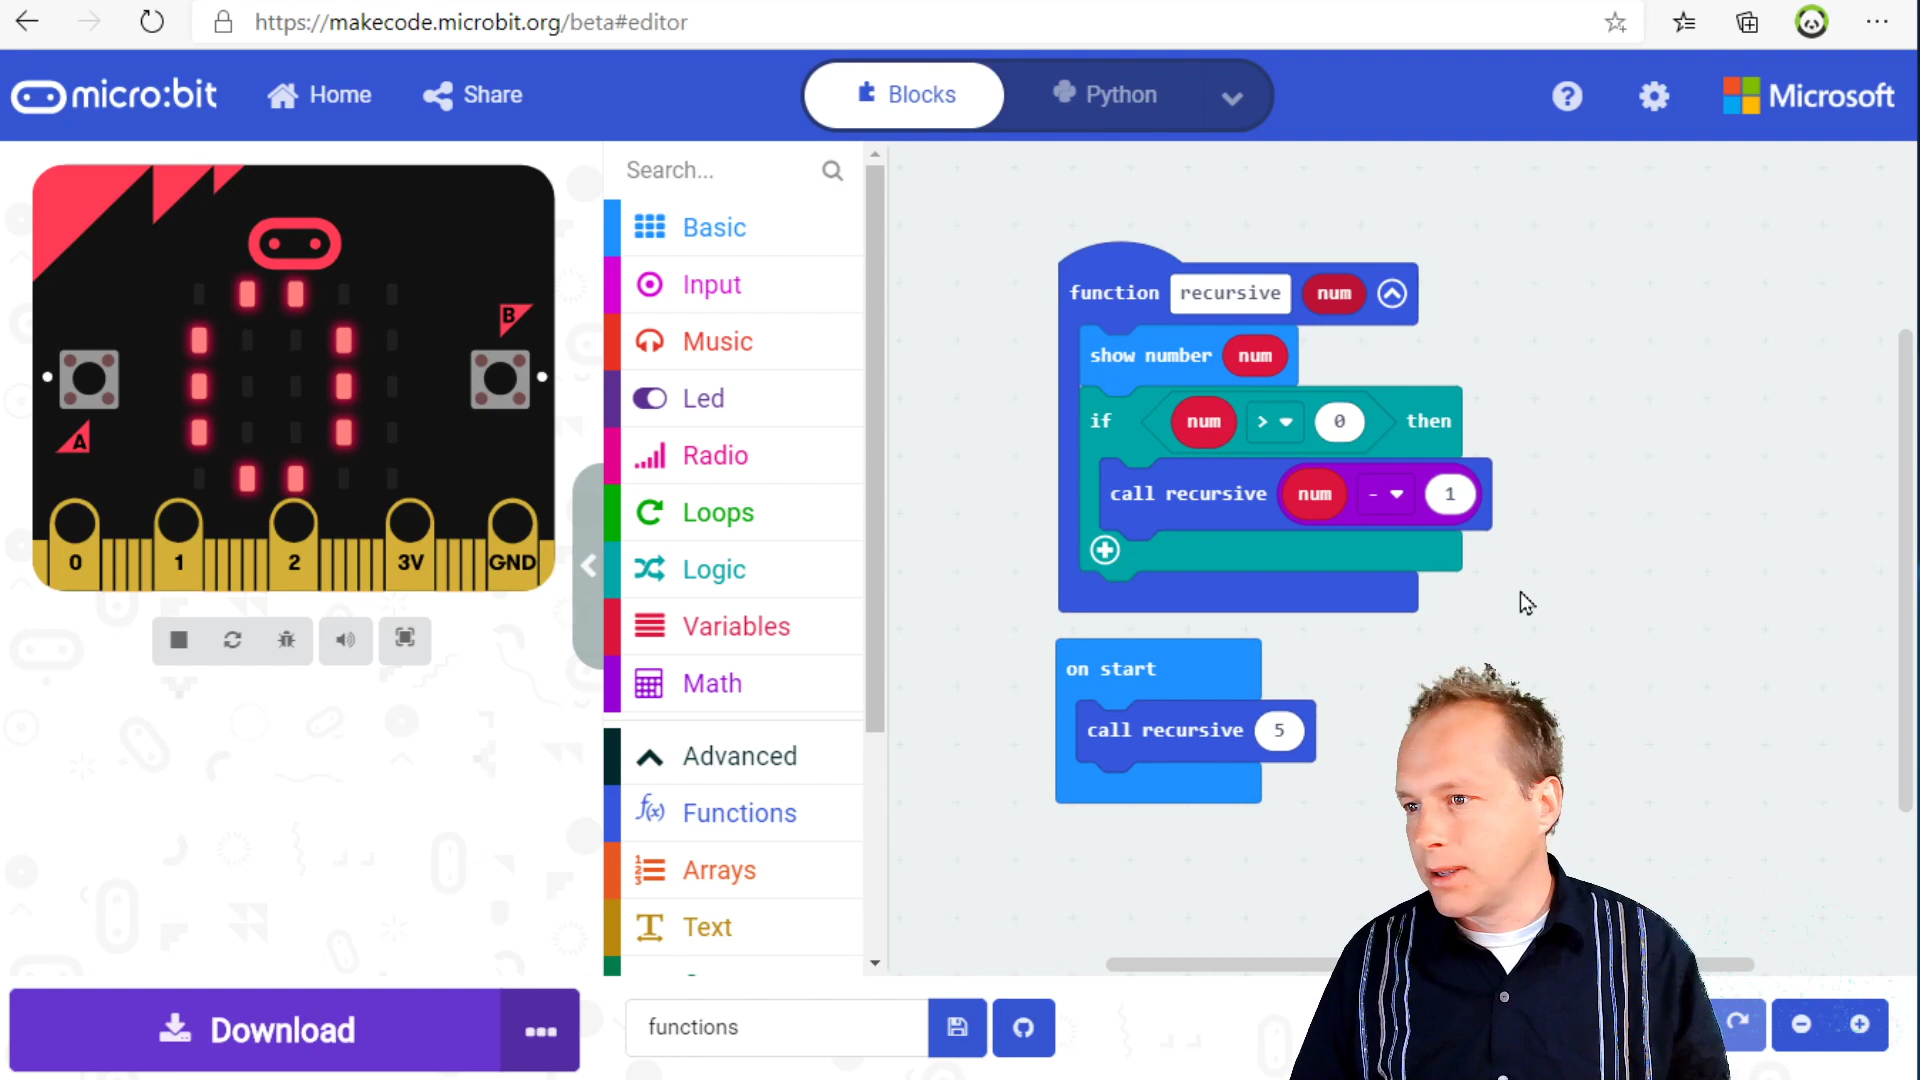 https://makecode.microbit.org/beta#editor
micro:bit
Home
Share
Blocks
Python
?
Microsoft
Search...
Basic
Input
Music
Led
Radio
Loops
Logic
Variables
Math
Advanced
f(x) Functions
Arrays
Text
B
A
0 1 2 3V GND
function recursive num
show number num
if num > 0 then
call recursive num - 1
on start
call recursive 5
Download
...
functions